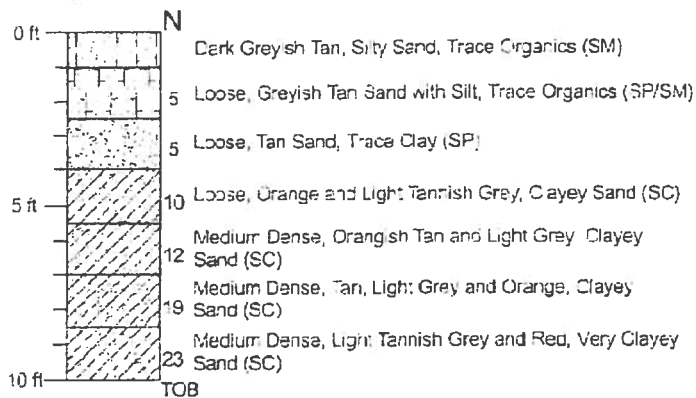 N
0 ft
Dark Greyish Tan, Silty Sand, Trace Organics (SM)
5 Loose, Greyish Tan Sand with Silt, Trace Organics (SP/SM)
5 Loose, Tan Sand, Trace Clay (SP)
5 ft
10 Loose, Orange and Light Tannish Grey, Clayey Sand (SC)
12 Medium Dense, Orangish Tan and Light Grey Clayey
Sand (SC)
19 Medium Dense, Tan, Light Grey and Orange, Clayey
Sand (SC)
23 Medium Dense, Light Tannish Grey and Red, Very Clayey
Sand (SC)
10 ft
TOB